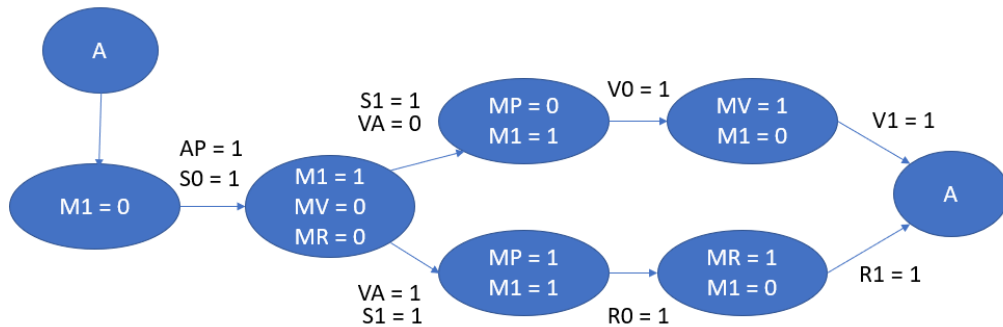 A
M1 = 0
AP = 1
S0 = 1
M1 = 1
MV = 0
MR = 0
S1 = 1
VA = 0
MP = 0
M1 = 1
V0 = 1
MV = 1
M1 = 0
V1 = 1
VA = 1
S1 = 1
MP = 1
M1 = 1
R0 = 1
MR = 1
M1 = 0
R1 = 1
A